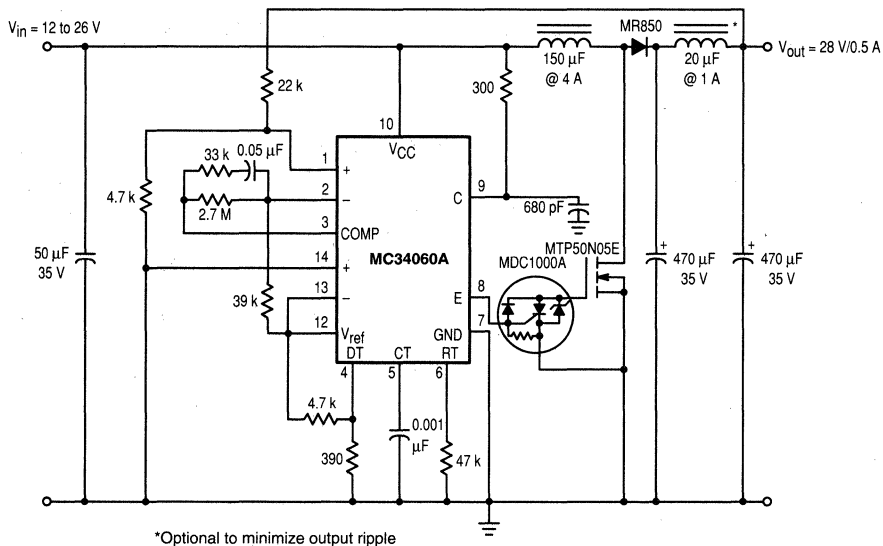 V_in = 12 to 26 V
MR850
*
V_out = 28 V/0.5 A
150 μF
@ 4 A
20 μF
@ 1 A
22 k
300
10
V_CC
0.05 μF
33 k
1
+
4.7 k
2.7 M
2
−
C
9
680 pF
3
COMP
MTP50N05E
50 μF
35 V
14
+
MC34060A
MDC1000A
+
470 μF
35 V
+
470 μF
35 V
13
−
E
8
39 k
12
V_ref
GND
7
DT
CT
RT
4
5
6
4.7 k
0.001
μF
390
47 k
*Optional to minimize output ripple